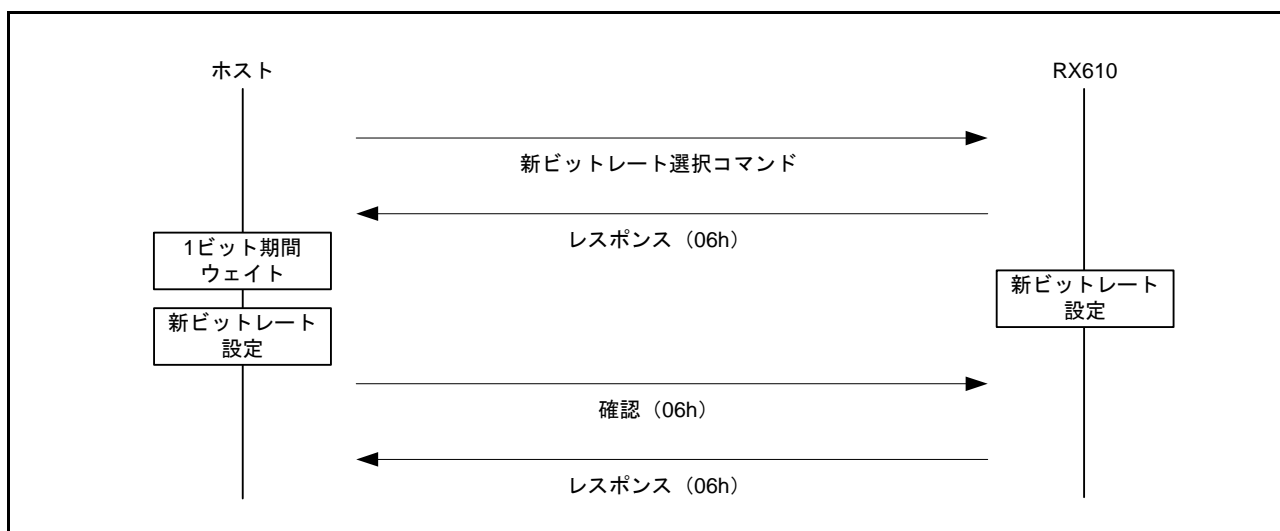 ホスト
RX610
新ビットレート選択コマンド
レスポンス（06h）
1ビット期間
ウェイト
新ビットレート
設定
新ビットレート
設定
確認（06h）
レスポンス（06h）